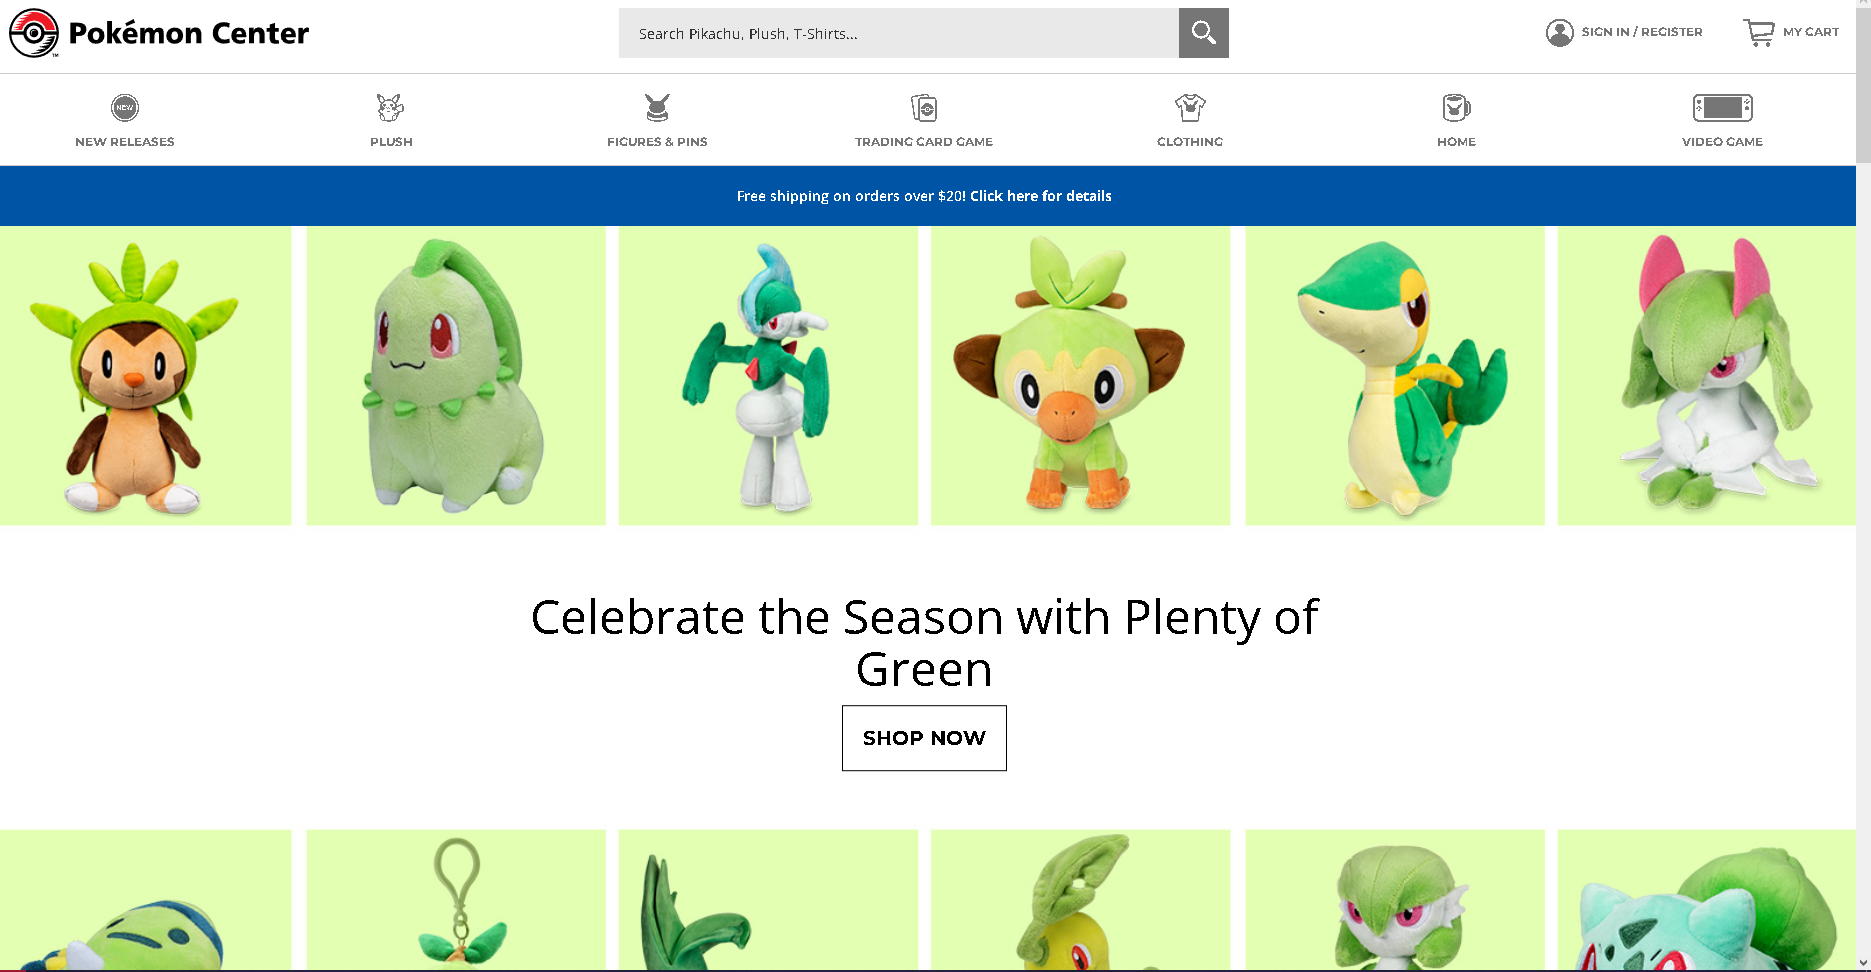 Pokémon Center
Search Pikachu, Plush, T-Shirts...
SIGN IN / REGISTER
MY CART
NEW
NEW RELEASES
PLUSH
FIGURES & PINS
TRADING CARD GAME
CLOTHING
HOME
VIDEO GAME
Free shipping on orders over $20! Click here for details
Celebrate the Season with Plenty of
Green
SHOP NOW